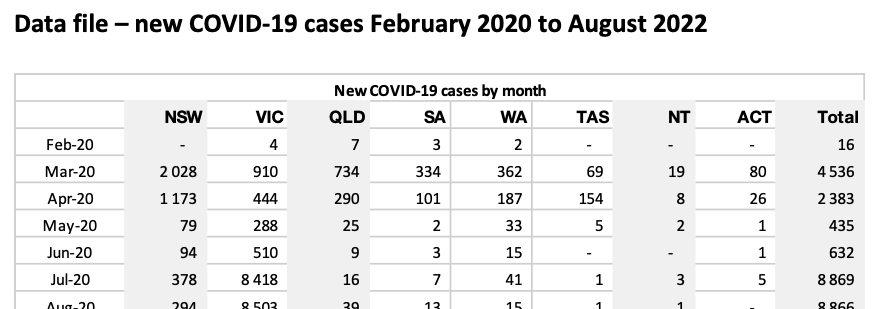 Data file – new COVID-19 cases February 2020 to August 2022
New COVID-19 cases by month
NSW VIC QLD SA WA TAS NT ACT Total
Feb-20 - 4 7 3 2 - - - 16
Mar-20 2 028 910 734 334 362 69 19 80 4 536
Apr-20 1 173 444 290 101 187 154 8 26 2 383
May-20 79 288 25 2 33 5 2 1 435
Jun-20 94 510 9 3 15 - - 1 632
Jul-20 378 8 418 16 7 41 1 3 5 8 869
Aug-20 294 8 503 39 13 15 1 1 - 8 866